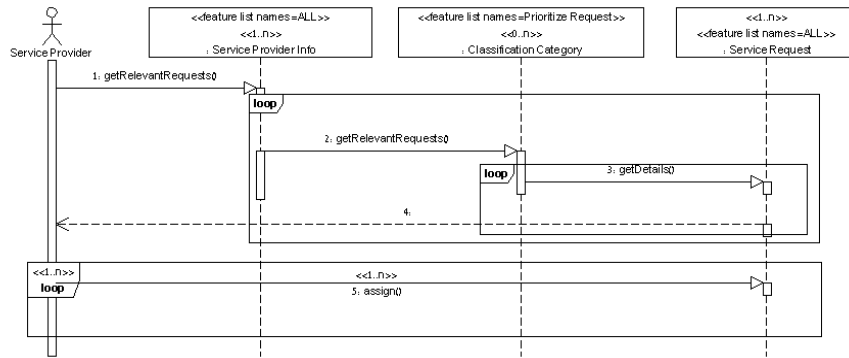 <<feature list names=ALL>>
<<1..n>>
: Service Provider Info
<<feature list names=Prioritize Request>>
<<0..n>>
: Classification Category
<<1..n>>
<<feature list names=ALL>>
: Service Request
Service Provider
1: getRelevantRequests()
loop
2: getRelevantRequests()
loop
3: getDetails()
4:
<<1..n>>
loop
<<1..n>>
5: assign()